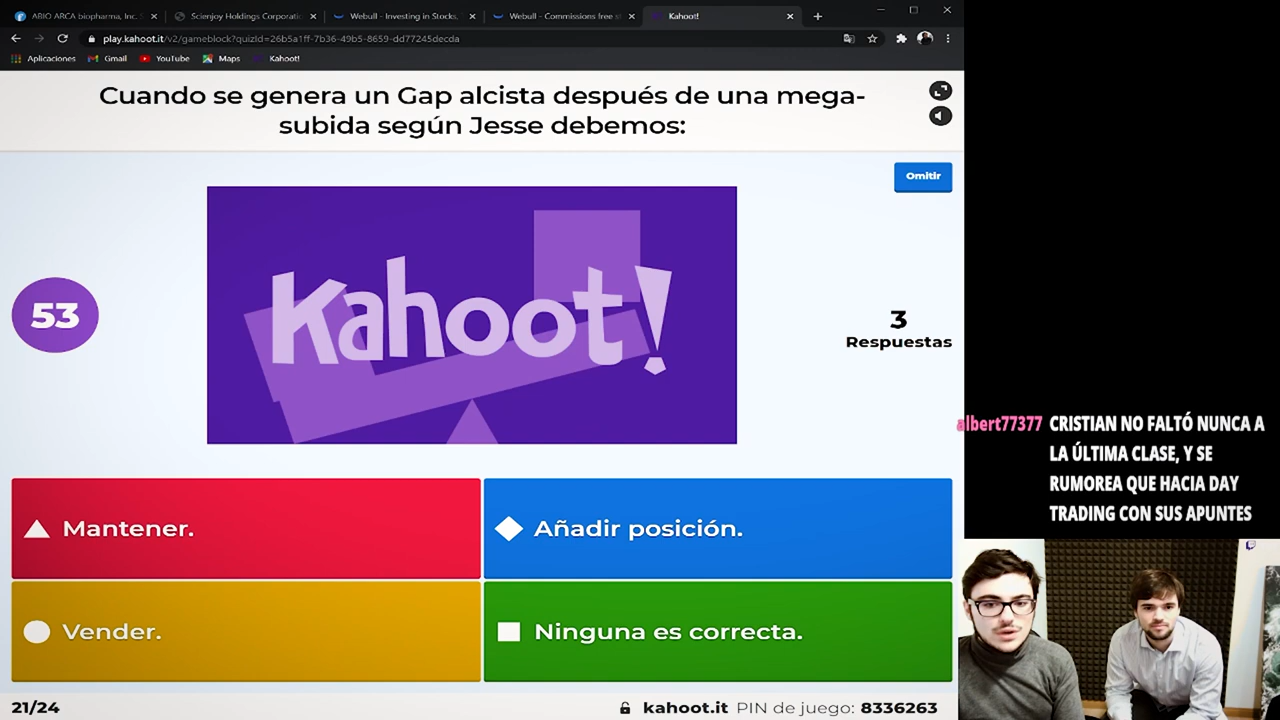 ABIO ARCA biopharma, Inc. S
Scienjoy Holdings Corporatio
Webull - Investing in Stocks,
Webull - Commissions free st
Kahoot!
play.kahoot.it/v2/gameblock?quizId=26b5a1ff-7b36-49b5-8659-dd77245decda
Aplicaciones
Gmail
YouTube
Maps
Kahoot!
Cuando se genera un Gap alcista después de una mega-
subida según Jesse debemos:
Omitir
Kahoot!
53
3
Respuestas
albert77377 CRISTIAN NO FALTÓ NUNCA A
LA ÚLTIMA CLASE, Y SE
RUMOREA QUE HACIA DAY
TRADING CON SUS APUNTES
Mantener.
Añadir posición.
Vender.
Ninguna es correcta.
21/24
kahoot.it PIN de juego: 8336263